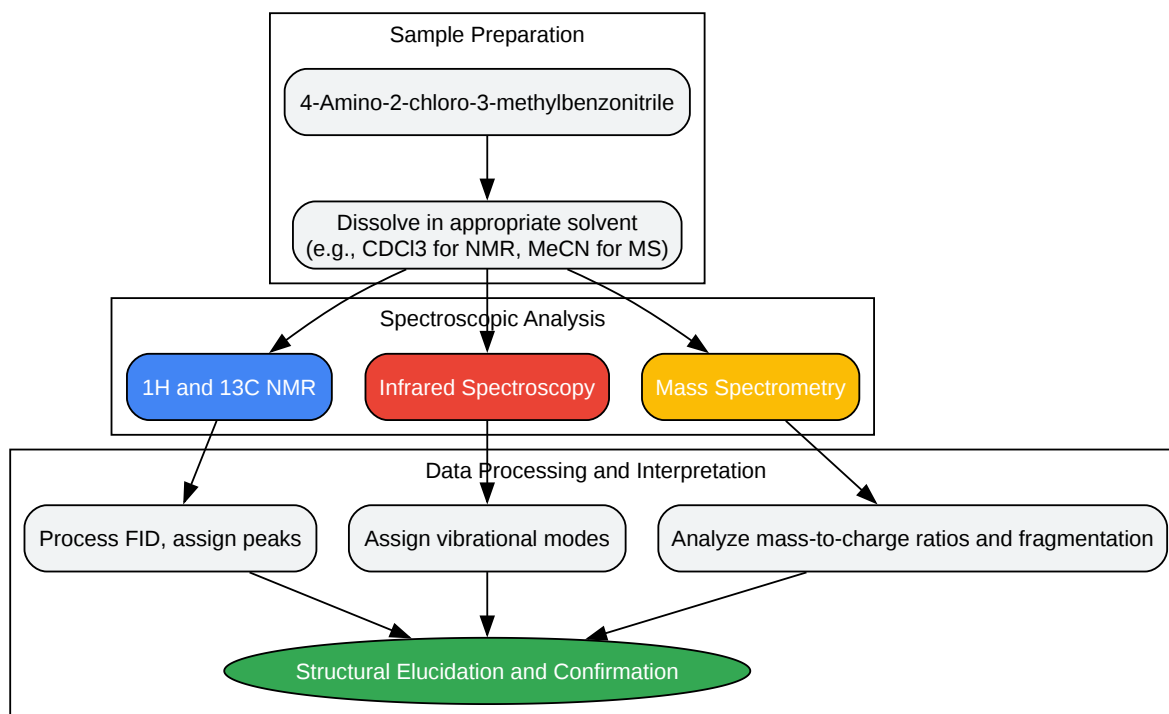 Sample Preparation
4-Amino-2-chloro-3-methylbenzonitrile
Dissolve in appropriate solvent
(e.g., CDCl3 for NMR, MeCN for MS)
Spectroscopic Analysis
1H and 13C NMR
Infrared Spectroscopy
Mass Spectrometry
Data Processing and Interpretation
Process FID, assign peaks
Assign vibrational modes
Analyze mass-to-charge ratios and fragmentation
Structural Elucidation and Confirmation